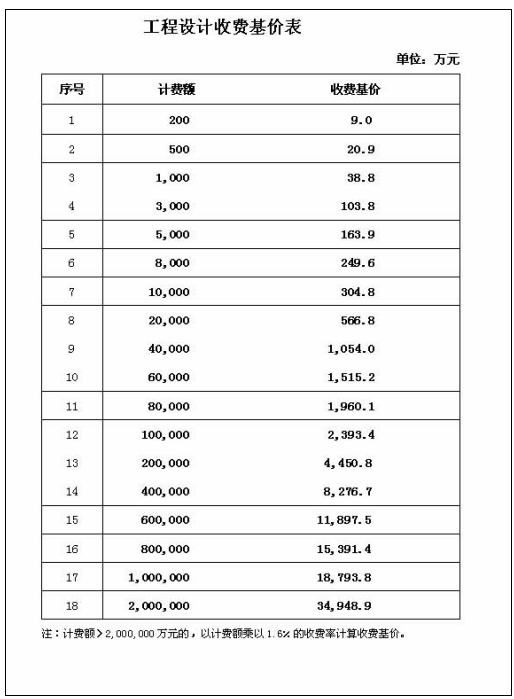 工程设计收费基价表
单位：万元
序号 计费额 收费基价
1 200 9.0
2 500 20.9
3 1,000 38.8
4 3,000 103.8
5 5,000 163.9
6 8,000 249.6
7 10,000 304.8
8 20,000 566.8
9 40,000 1,054.0
10 60,000 1,515.2
11 80,000 1,960.1
12 100,000 2,393.4
13 200,000 4,450.8
14 400,000 8,276.7
15 600,000 11,897.5
16 800,000 15,391.4
17 1,000,000 18,793.8
18 2,000,000 34,948.9
注：计费额>2,000,000万元的，以计费额乘以1.6%的收费率计算收费基价。